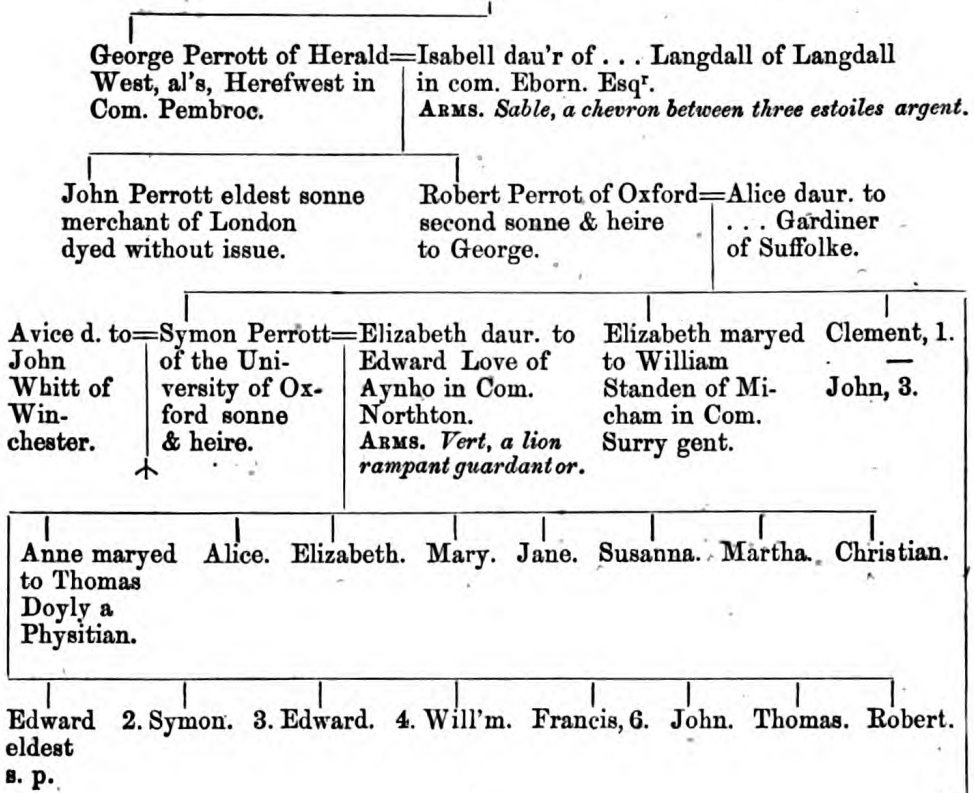 George Perrott of Herald=Isabell dau'r of . . . Langdall of Langdall
West, al's, Herefwest in
Com. Pembroc.
in com. Eborn. Esqʳ.
ARMS. Sable, a chevron between three estoiles argent.
John Perrott eldest sonne
merchant of London
dyed without issue.
Robert Perrot of Oxford=Alice daur. to
second sonne & heire
to George.
. . . Gardiner
of Suffolke.
Avice d. to=Symon Perrott=Elizabeth daur. to
John
Whitt of
Win-
chester.
of the Uni-
versity of Ox-
ford sonne
& heire.
Edward Love of
Aynho in Com.
Northton.
ARMS. Vert, a lion
rampant guardant or.
Elizabeth maryed
to William
Standen of Mi-
cham in Com.
Surry gent.
Clement, 1.
—
John, 3.
Anne maryed
to Thomas
Doyly a
Physitian.
Alice. Elizabeth. Mary. Jane. Susanna. Martha. Christian.
Edward
eldest
s. p.
2. Symon. 3. Edward. 4. Will'm. Francis, 6. John. Thomas. Robert.